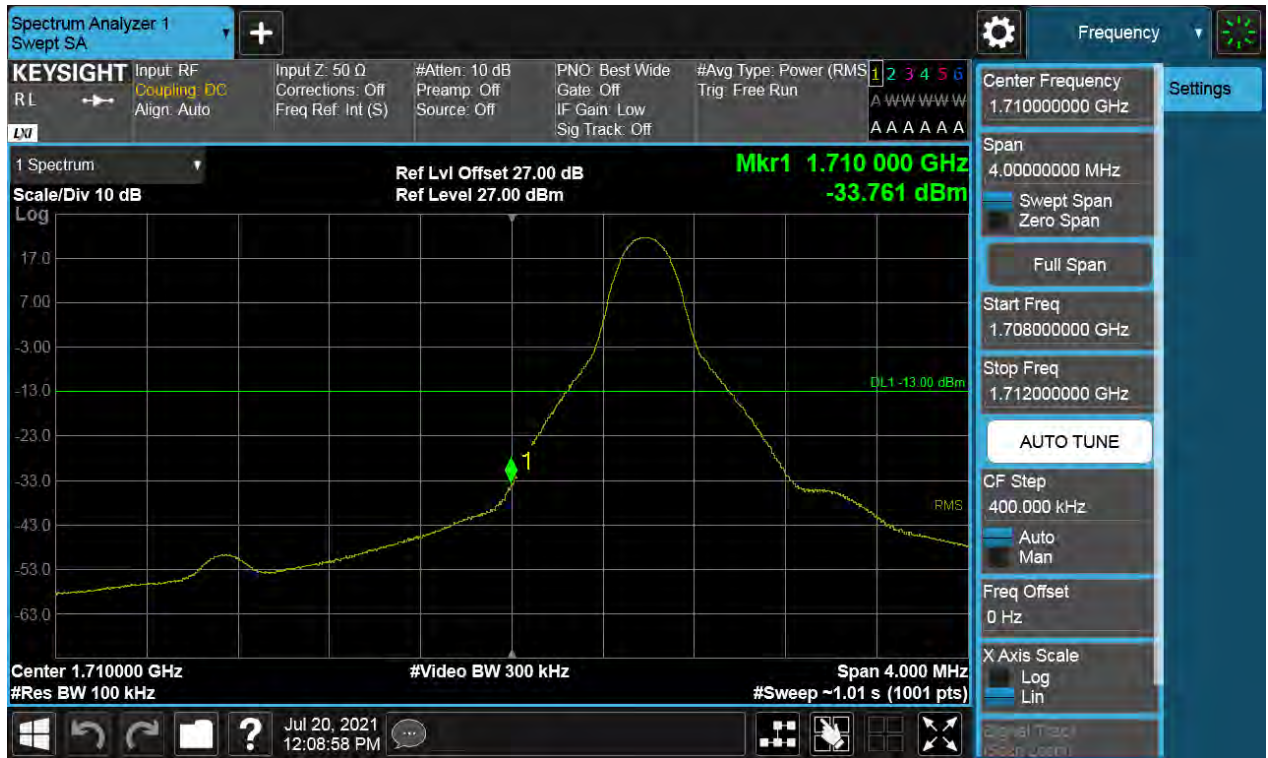 Spectrum Analyzer 1
Swept SA
Frequency
KEYSIGHT
RL
LXI
Input: RF
Coupling: DC
Align: Auto
Input Z: 50 Ω
Corrections: Off
Freq Ref: Int (S)
#Atten: 10 dB
Preamp: Off
Source: Off
PNO: Best Wide
Gate: Off
IF Gain: Low
Sig Track: Off
#Avg Type: Power (RMS
Trig: Free Run
1 2 3 4 5 6
A W W W W W
A A A A A A
1 Spectrum
Scale/Div 10 dB
Log
Ref Lvl Offset 27.00 dB
Ref Level 27.00 dBm
Mkr1 1.710 000 GHz
-33.761 dBm
17.0
7.00
-3.00
-13.0
-23.0
-33.0
-43.0
-53.0
-63.0
DL1 -13.00 dBm
1
RMS
Center 1.710000 GHz
#Res BW 100 kHz
#Video BW 300 kHz
Span 4.000 MHz
#Sweep ~1.01 s (1001 pts)
Center Frequency
1.710000000 GHz
Span
4.00000000 MHz
Swept Span
Zero Span
Full Span
Start Freq
1.708000000 GHz
Stop Freq
1.712000000 GHz
AUTO TUNE
CF Step
400.000 kHz
Auto
Man
Freq Offset
0 Hz
X Axis Scale
Log
Lin
Signal Track
(Span Zoom)
Settings
?
Jul 20, 2021
12:08:58 PM